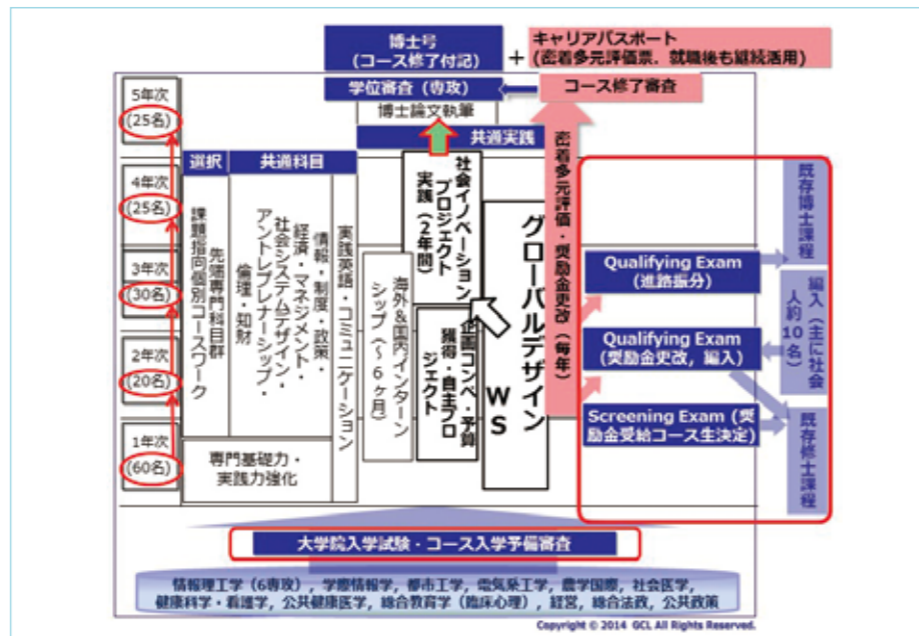 博士号
(コース修了付記)
+
キャリアパスポート
(密着多元評価票、就職後も継続活用)
学位審査(専攻)
コース修了審査
博士論文執筆
共通実践
5年次
(25名)
4年次
(25名)
3年次
(30名)
2年次
(20名)
1年次
(60名)
選択
共通科目
先端専門科目群
課題指向個別コースワーク
情報・制度・政策・
経済・マネジメント・
社会システムデザイン・
アントレプレナーシップ・
倫理・知財
実践英語・コミュニケーション
専門基礎力・
実践力強化
社会イノベーション
プロジェクト
実践(2年間)
海外&国内インターン
シップ(~6ヶ月)
企画コンペ・予算
獲得・自主プロ
ジェクト
グローバルデザイン
WS
密着多元評価・奨励金更改(毎年)
Qualifying Exam
(進路振分)
Qualifying Exam
(奨励金更改, 編入)
Screening Exam (奨
励金受給コース生決定)
既存博士課程
編入(主に社会
人約10名)
既存修士課程
大学院入学試験・コース入学予備審査
情報理工学(6専攻), 学際情報学, 都市工学, 電気系工学, 農学国際, 社会医学,
健康科学・看護学, 公共健康医学, 総合教育学(臨床心理), 経営, 総合法政, 公共政策
Copyright © 2014 GCL All Rights Reserved.